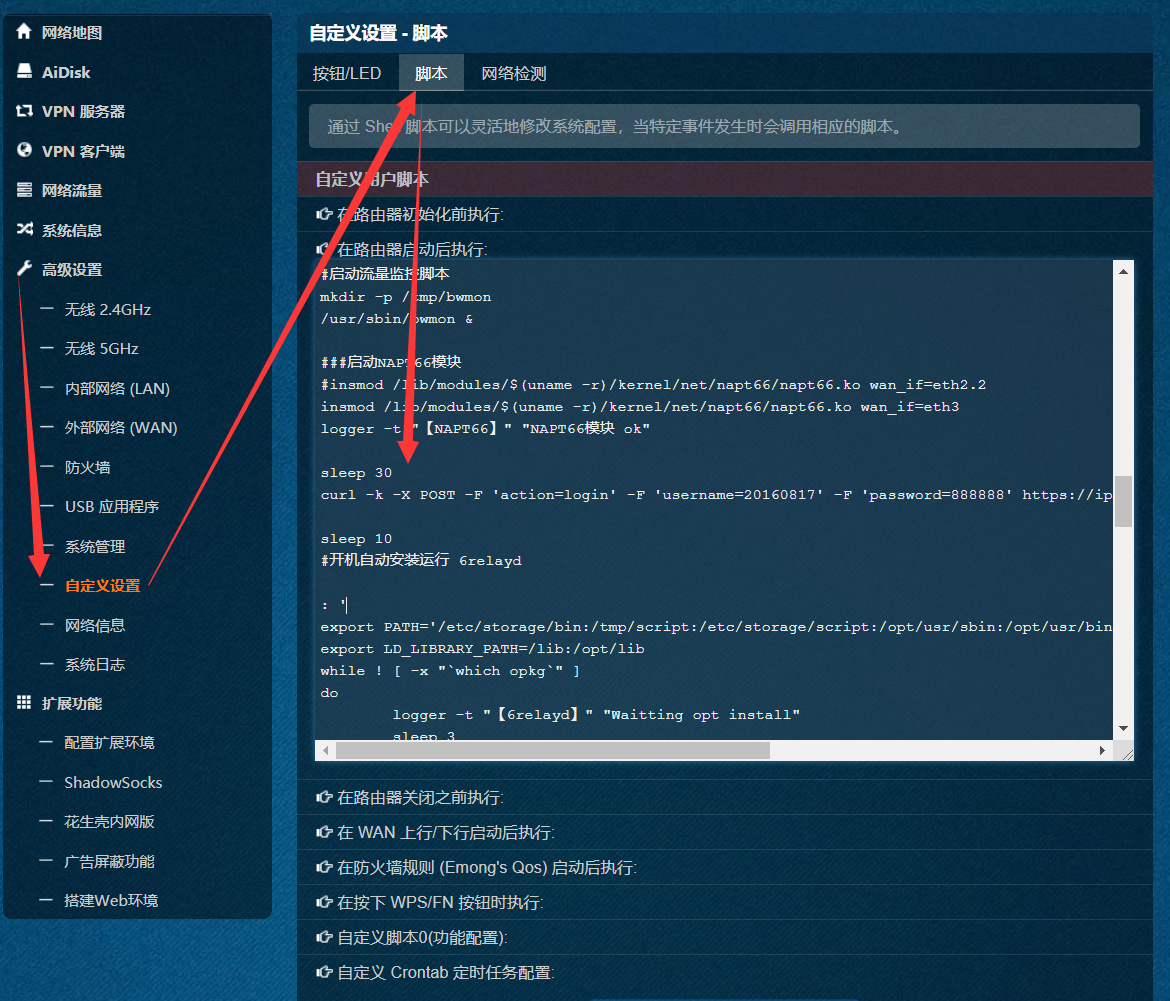 网络地图
AiDisk
VPN 服务器
VPN 客户端
网络流量
系统信息
高级设置
无线 2.4GHz
无线 5GHz
内部网络 (LAN)
外部网络 (WAN)
防火墙
USB 应用程序
系统管理
自定义设置
网络信息
系统日志
扩展功能
配置扩展环境
ShadowSocks
花生壳内网版
广告屏蔽功能
搭建Web环境
自定义设置 - 脚本
按钮/LED 脚本 网络检测
通过 Shell 脚本可以灵活地修改系统配置，当特定事件发生时会调用相应的脚本。
自定义用户脚本
在路由器初始化前执行:
在路由器启动后执行:
#启动流量监控脚本
mkdir -p /tmp/bwmon
/usr/sbin/bwmon &
###启动NAPT66模块
#insmod /lib/modules/$(uname -r)/kernel/net/napt66/napt66.ko wan_if=eth2.2
insmod /lib/modules/$(uname -r)/kernel/net/napt66/napt66.ko wan_if=eth3
logger -t "【NAPT66】" "NAPT66模块 ok"
sleep 30
curl -k -X POST -F 'action=login' -F 'username=20160817' -F 'password=888888' https://ip
sleep 10
#开机自动安装运行 6relayd
: '
export PATH='/etc/storage/bin:/tmp/script:/etc/storage/script:/opt/usr/sbin:/opt/usr/bin
export LD_LIBRARY_PATH=/lib:/opt/lib
while ! [ -x "`which opkg`" ]
do
logger -t "【6relayd】" "Waitting opt install"
sleep 3
在路由器关闭之前执行:
在 WAN 上行/下行启动后执行:
在防火墙规则 (Emong's Qos) 启动后执行:
在按下 WPS/FN 按钮时执行:
自定义脚本0(功能配置):
自定义 Crontab 定时任务配置: